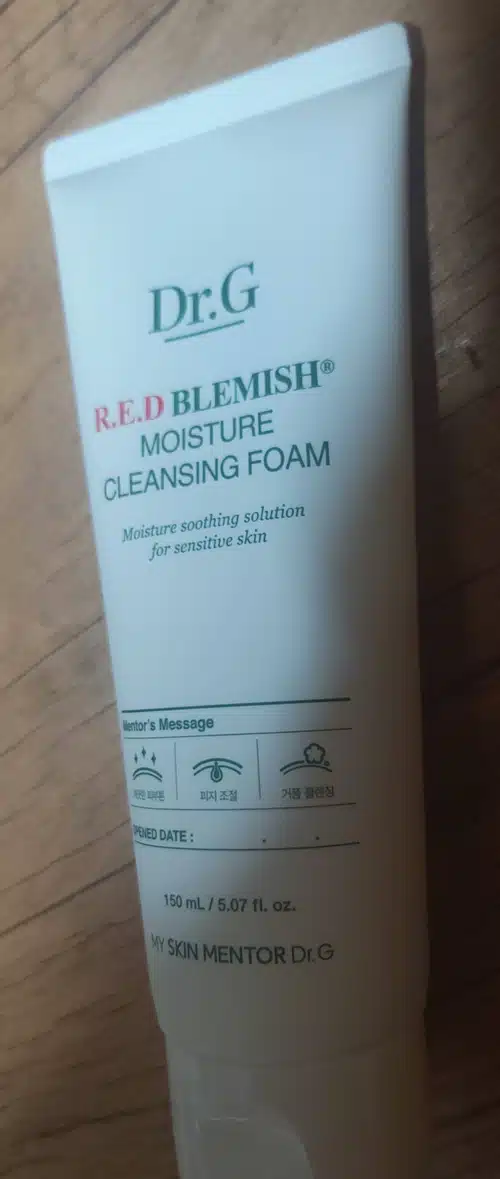 Dr.G
R.E.D BLEMISH®
MOISTURE
CLEANSING FOAM
Moisture soothing solution
for sensitive skin
Mentor's Message
피지 조절
거품 클렌징
OPENED DATE : . .
150 mL / 5.07 fl. oz.
MY SKIN MENTOR Dr.G